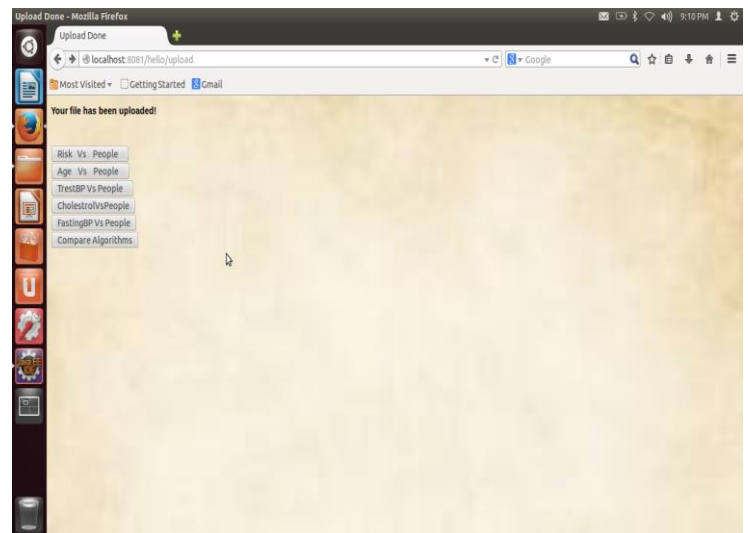 Upload Done - Mozilla Firefox
9:10 PM
Upload Done
localhost:8081/hello/upload
Google
Most Visited
Getting Started
Gmail
Your file has been uploaded!
Risk Vs People
Age Vs People
TrestBP Vs People
CholestrolVsPeople
FastingBP Vs People
Compare Algorithms